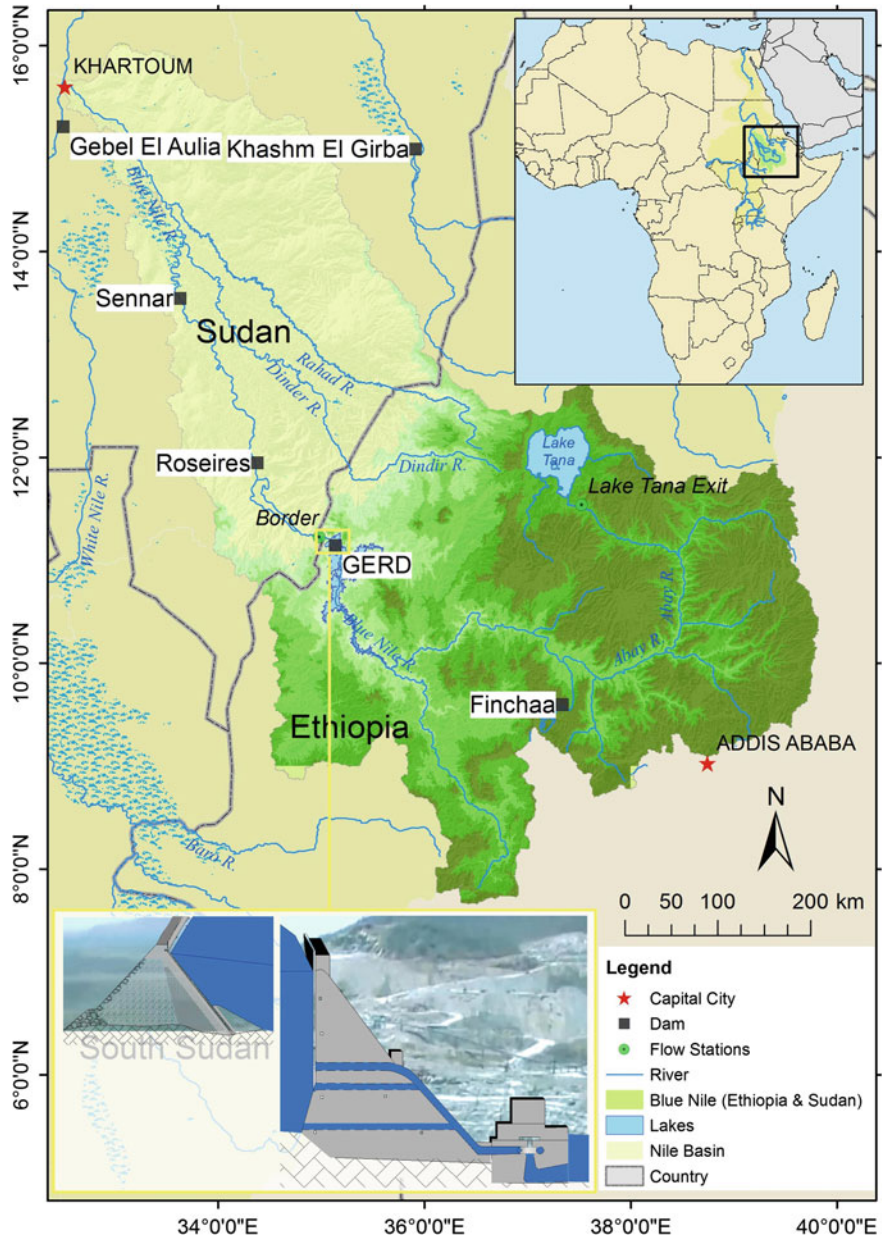 16°0'0"N
14°0'0"N
12°0'0"N
10°0'0"N
8°0'0"N
6°0'0"N
KHARTOUM
Gebel El Aulia
Khashm El Girba
Blue Nile R.
Sennar
Sudan
Rahad R.
Dinder R.
Roseires
Dindir R.
Lake
Tana
Lake Tana Exit
White Nile R.
Border
GERD
Blue Nile R.
Abay R.
Abay R.
Finchaa
Ethiopia
ADDIS ABABA
Baro R.
N
0 50 100 200 km
South Sudan
Legend
Capital City
Dam
Flow Stations
River
Blue Nile (Ethiopia & Sudan)
Lakes
Nile Basin
Country
34°0'0"E
36°0'0"E
38°0'0"E
40°0'0"E